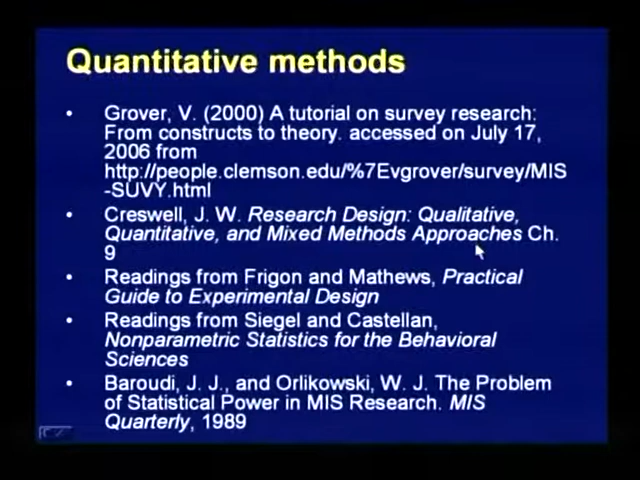 Quantitative methods
• Grover, V. (2000) A tutorial on survey research:
From constructs to theory. accessed on July 17,
2006 from
http://people.clemson.edu/%7Evgrover/survey/MIS
-SUVY.html
• Creswell, J. W. Research Design: Qualitative,
Quantitative, and Mixed Methods Approaches Ch.
9
• Readings from Frigon and Mathews, Practical
Guide to Experimental Design
• Readings from Siegel and Castellan,
Nonparametric Statistics for the Behavioral
Sciences
• Baroudi, J. J., and Orlikowski, W. J. The Problem
of Statistical Power in MIS Research. MIS
Quarterly, 1989